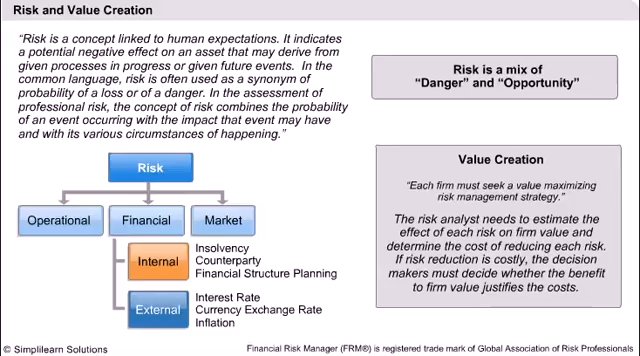 Risk and Value Creation
“Risk is a concept linked to human expectations. It indicates
a potential negative effect on an asset that may derive from
given processes in progress or given future events. In the
common language, risk is often used as a synonym of
probability of a loss or of a danger. In the assessment of
professional risk, the concept of risk combines the probability
of an event occurring with the impact that event may have
and with its various circumstances of happening.”
Risk is a mix of
“Danger” and “Opportunity”
Risk
Operational
Financial
Market
Internal
Insolvency
Counterparty
Financial Structure Planning
External
Interest Rate
Currency Exchange Rate
Inflation
Value Creation
“Each firm must seek a value maximizing
risk management strategy.”
The risk analyst needs to estimate the
effect of each risk on firm value and
determine the cost of reducing each risk.
If risk reduction is costly, the decision
makers must decide whether the benefit
to firm value justifies the costs.
© Simplilearn Solutions
Financial Risk Manager (FRM®) is registered trade mark of Global Association of Risk Professionals